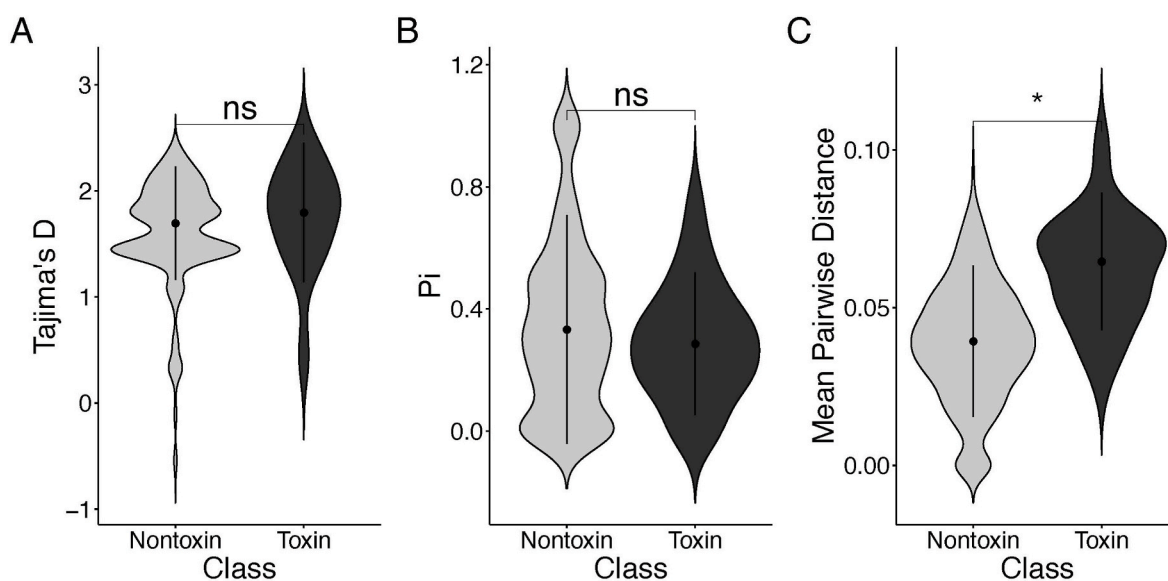 A
Tajima's D
3
2
1
0
−1
ns
Nontoxin Toxin
Class
B
Pi
1.2
0.8
0.4
0.0
ns
Nontoxin Toxin
Class
C
Mean Pairwise Distance
0.10
0.05
0.00
*
Nontoxin Toxin
Class